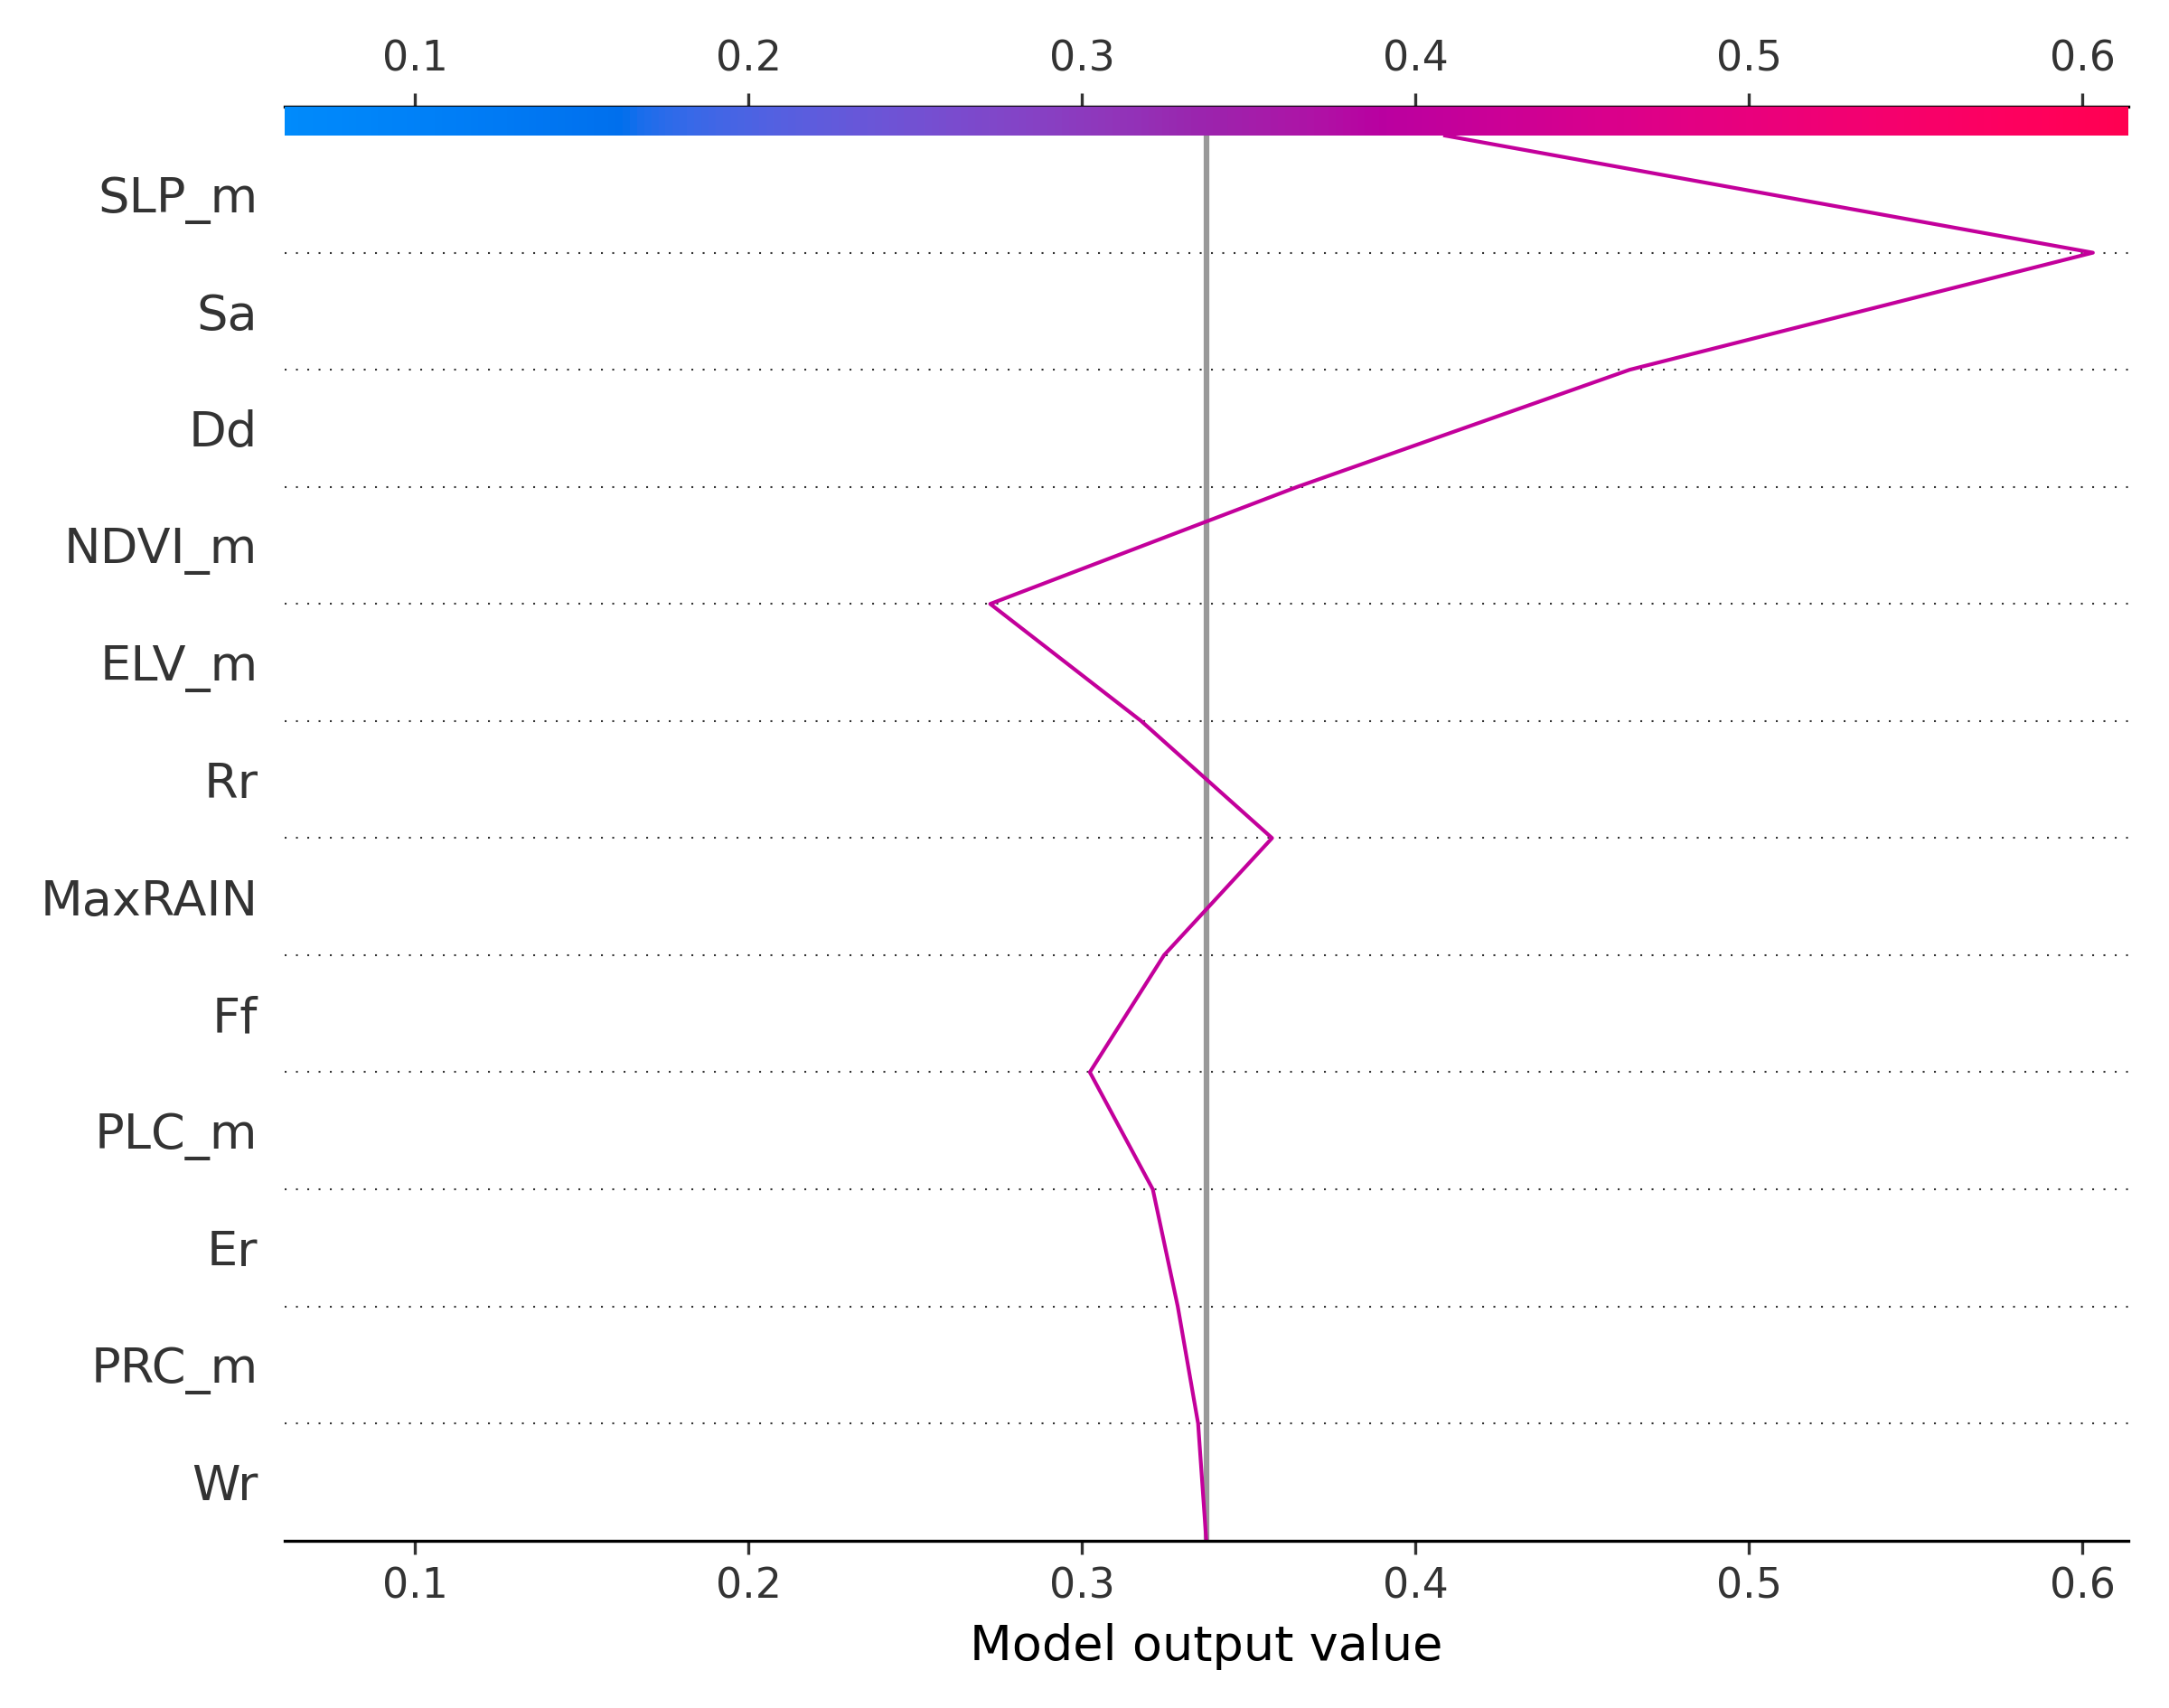 0.1 0.2 0.3 0.4 0.5 0.6
SLP_m
Sa
Dd
NDVI_m
ELV_m
Rr
MaxRAIN
Ff
PLC_m
Er
PRC_m
Wr
0.1 0.2 0.3 0.4 0.5 0.6
Model output value